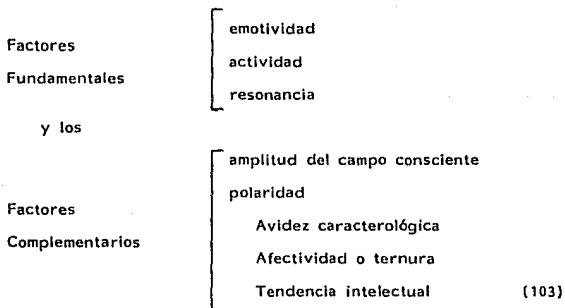 Factores
Fundamentales
emotividad
actividad
resonancia
y los
Factores
Complementarios
amplitud del campo consciente
polaridad
Avidez caracterológica
Afectividad o ternura
Tendencia intelectual (103)